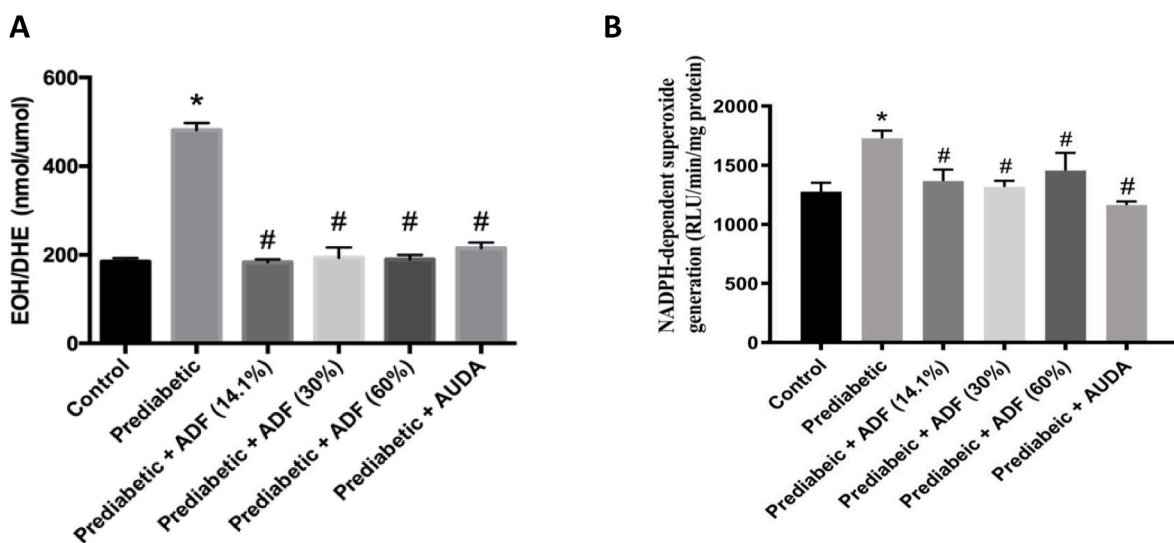 A
EOH/DHE (nmol/umol)
600
400
200
0
*
#
#
#
#
Control
Prediabetic
Prediabetic + ADF (14.1%)
Prediabetic + ADF (30%)
Prediabetic + ADF (60%)
Prediabetic + AUDA
B
NADPH-dependent superoxide
generation (RLU/min/mg protein)
2000
1500
1000
500
0
*
#
#
#
#
Control
Prediabetic
Prediabeic + ADF (14.1%)
Prediabeic + ADF (30%)
Prediabeic + ADF (60%)
Prediabeic + AUDA